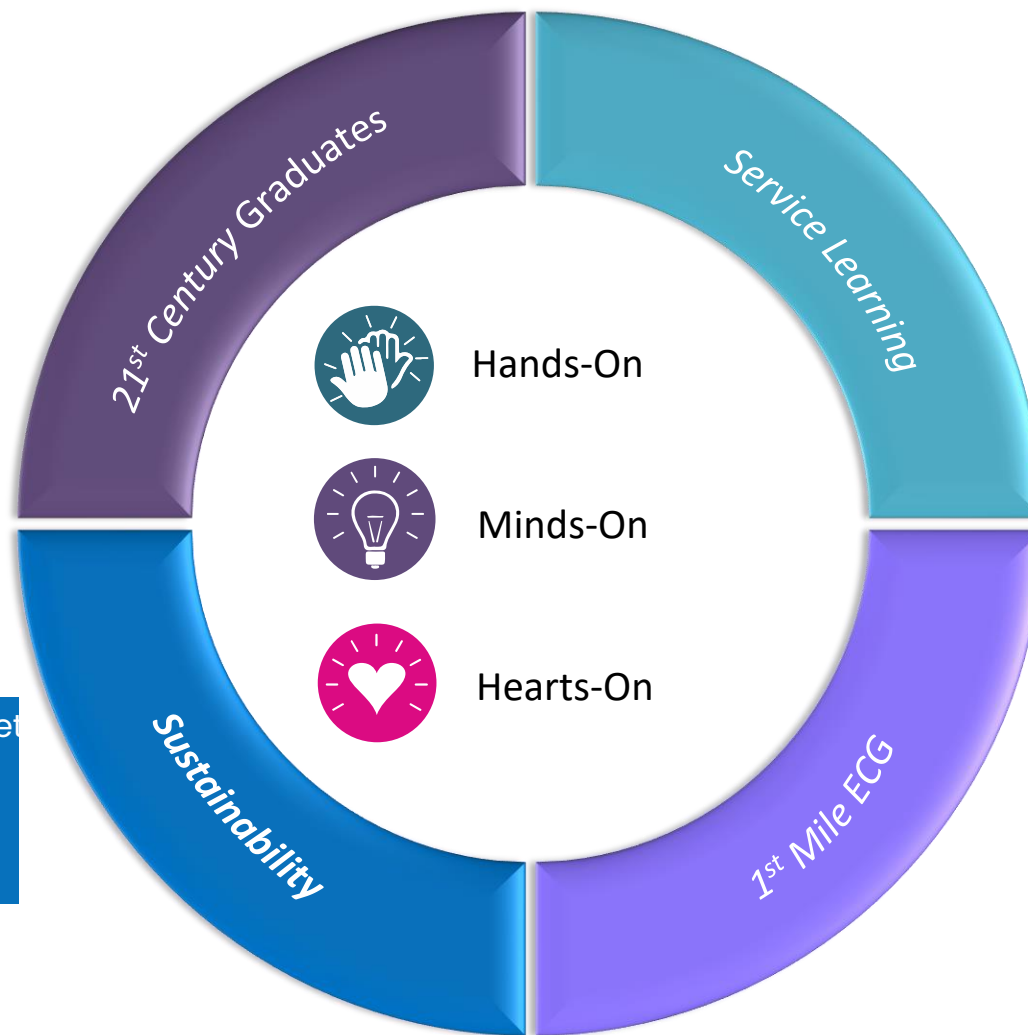 21st Century Graduates
Service Learning
Hands-On
Minds-On
Hearts-On
Sustainability
1st Mile ECG